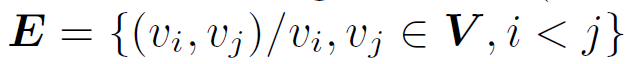 E = {(v_i, v_j)/v_i, v_j ∈ V, i < j}